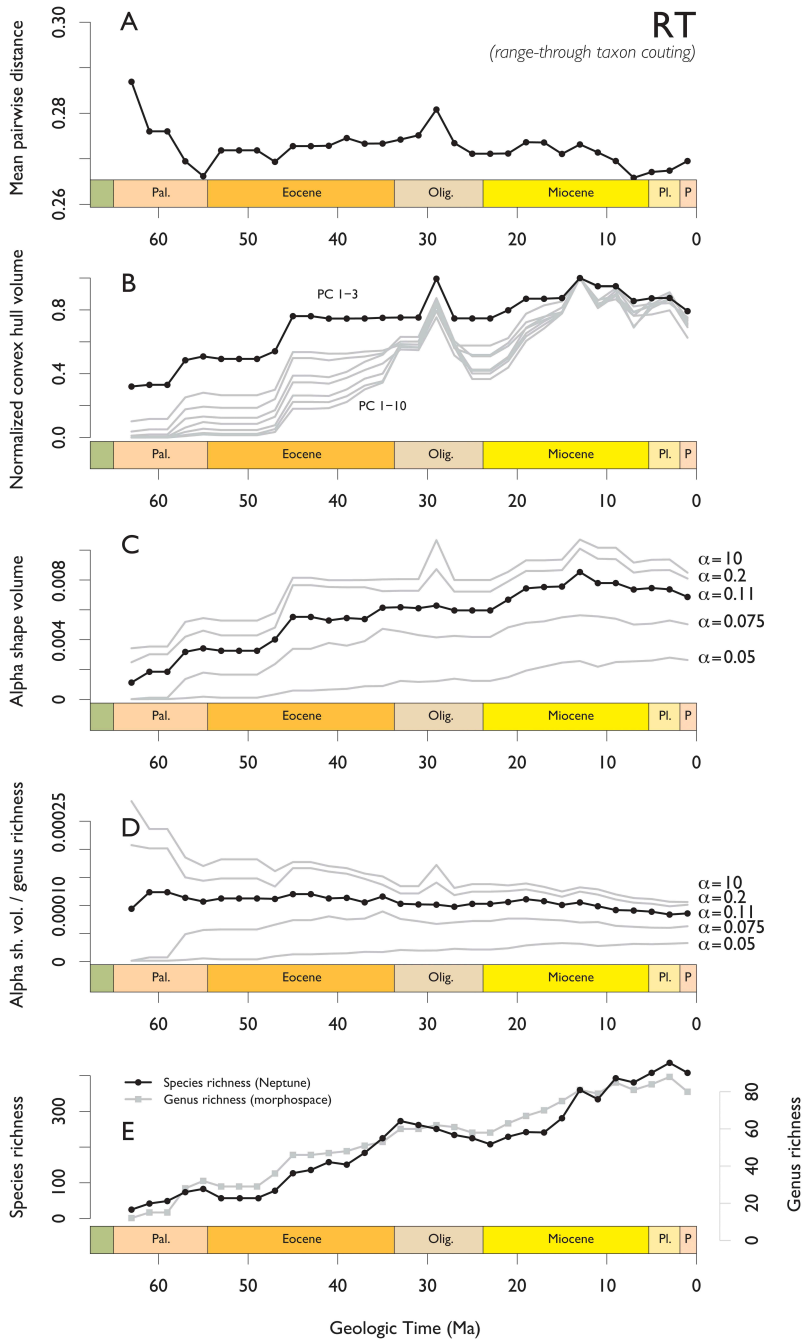 A
RT
(range-through taxon couting)
Mean pairwise distance
0.30
0.28
0.26
Pal. Eocene Olig. Miocene Pl. P
60 50 40 30 20 10 0
B
Normalized convex hull volume
0.8
0.4
0.0
PC 1–3
PC 1–10
Pal. Eocene Olig. Miocene Pl. P
60 50 40 30 20 10 0
C
Alpha shape volume
0.008
0.004
0
α=10
α=0.2
α=0.11
α=0.075
α=0.05
Pal. Eocene Olig. Miocene Pl. P
60 50 40 30 20 10 0
D
Alpha sh. vol. / genus richness
0.00025
0.00010
0
α=10
α=0.2
α=0.11
α=0.075
α=0.05
Pal. Eocene Olig. Miocene Pl. P
60 50 40 30 20 10 0
Species richness (Neptune)
Genus richness (morphospace)
E
Species richness
300
100
0
80
60
40
20
0
Genus richness
Pal. Eocene Olig. Miocene Pl. P
60 50 40 30 20 10 0
Geologic Time (Ma)